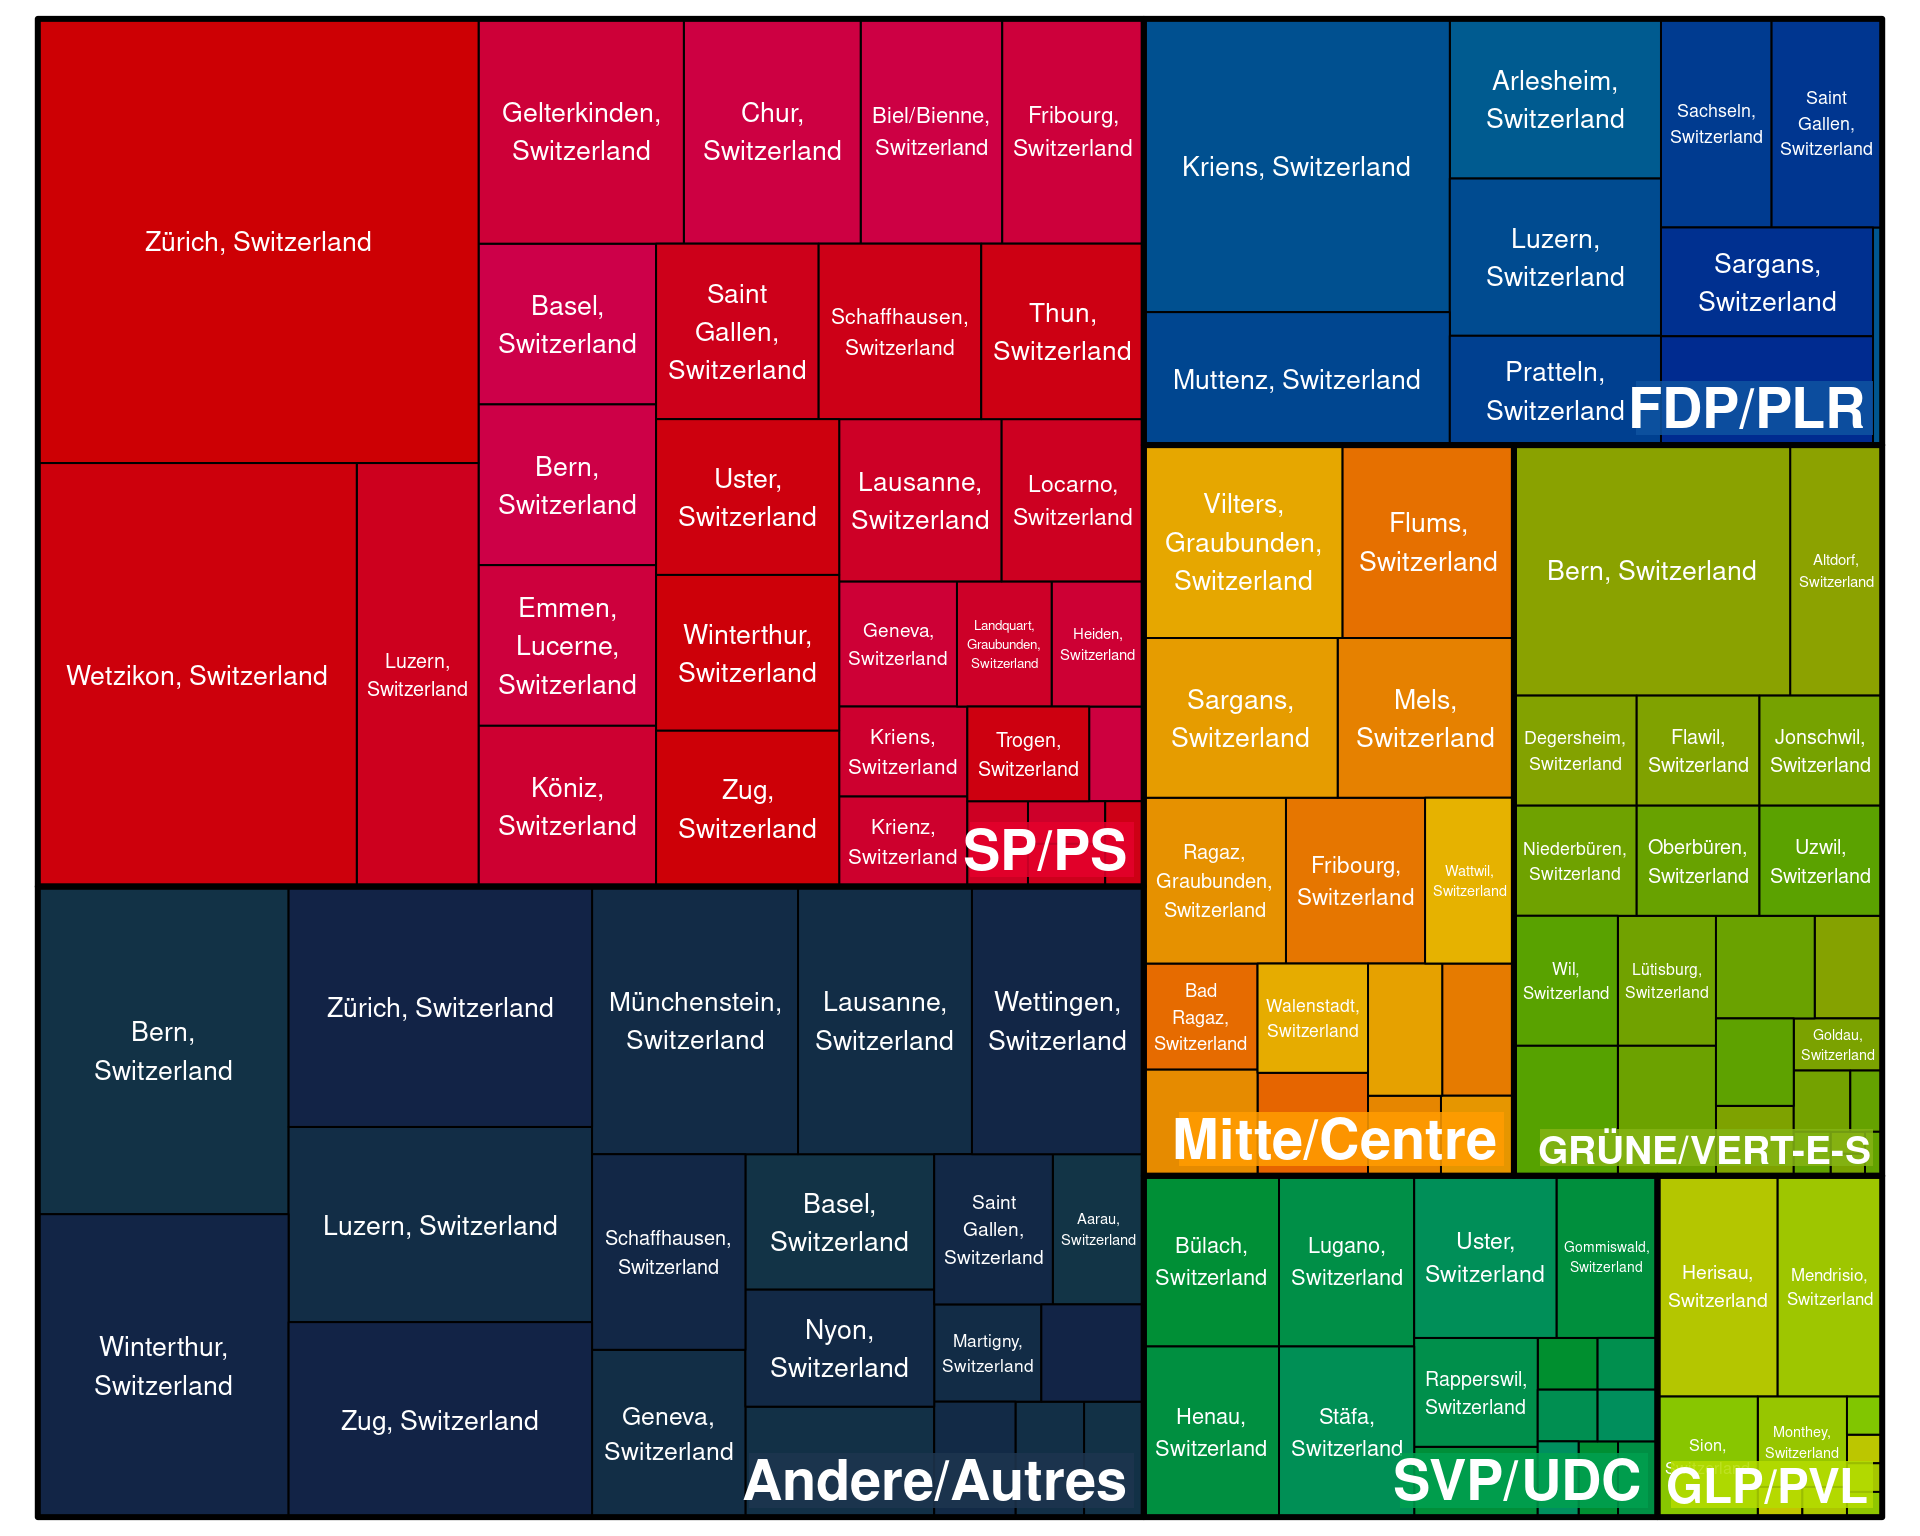 Zürich, Switzerland
Wetzikon, Switzerland
Luzern,
Switzerland
Gelterkinden,
Switzerland
Chur,
Switzerland
Biel/Bienne,
Switzerland
Fribourg,
Switzerland
Basel,
Switzerland
Bern,
Switzerland
Emmen,
Lucerne,
Switzerland
Köniz,
Switzerland
Saint
Gallen,
Switzerland
Schaffhausen,
Switzerland
Thun,
Switzerland
Uster,
Switzerland
Winterthur,
Switzerland
Zug,
Switzerland
Lausanne,
Switzerland
Locarno,
Switzerland
Geneva,
Switzerland
Landquart,
Graubunden,
Switzerland
Heiden,
Switzerland
Kriens,
Switzerland
Krienz,
Switzerland
Trogen,
Switzerland
SP/PS
Bern,
Switzerland
Winterthur,
Switzerland
Zürich, Switzerland
Luzern, Switzerland
Zug, Switzerland
Münchenstein,
Switzerland
Lausanne,
Switzerland
Wettingen,
Switzerland
Schaffhausen,
Switzerland
Geneva,
Switzerland
Basel,
Switzerland
Nyon,
Switzerland
Saint
Gallen,
Switzerland
Aarau,
Switzerland
Martigny,
Switzerland
Andere/Autres
Kriens, Switzerland
Muttenz, Switzerland
Arlesheim,
Switzerland
Luzern,
Switzerland
Pratteln,
Switzerland
Sachseln,
Switzerland
Saint
Gallen,
Switzerland
Sargans,
Switzerland
FDP/PLR
Vilters,
Graubunden,
Switzerland
Flums,
Switzerland
Sargans,
Switzerland
Mels,
Switzerland
Ragaz,
Graubunden,
Switzerland
Fribourg,
Switzerland
Wattwil,
Switzerland
Bad
Ragaz,
Switzerland
Walenstadt,
Switzerland
Mitte/Centre
Bern, Switzerland
Altdorf,
Switzerland
Degersheim,
Switzerland
Flawil,
Switzerland
Jonschwil,
Switzerland
Niederbüren,
Switzerland
Oberbüren,
Switzerland
Uzwil,
Switzerland
Wil,
Switzerland
Lütisburg,
Switzerland
Goldau,
Switzerland
GRÜNE/VERT-E-S
Bülach,
Switzerland
Henau,
Switzerland
Lugano,
Switzerland
Stäfa,
Switzerland
Uster,
Switzerland
Gommiswald,
Switzerland
Rapperswil,
Switzerland
SVP/UDC
Herisau,
Switzerland
Mendrisio,
Switzerland
Sion,
Monthey,
Switzerland
GLP/PVL